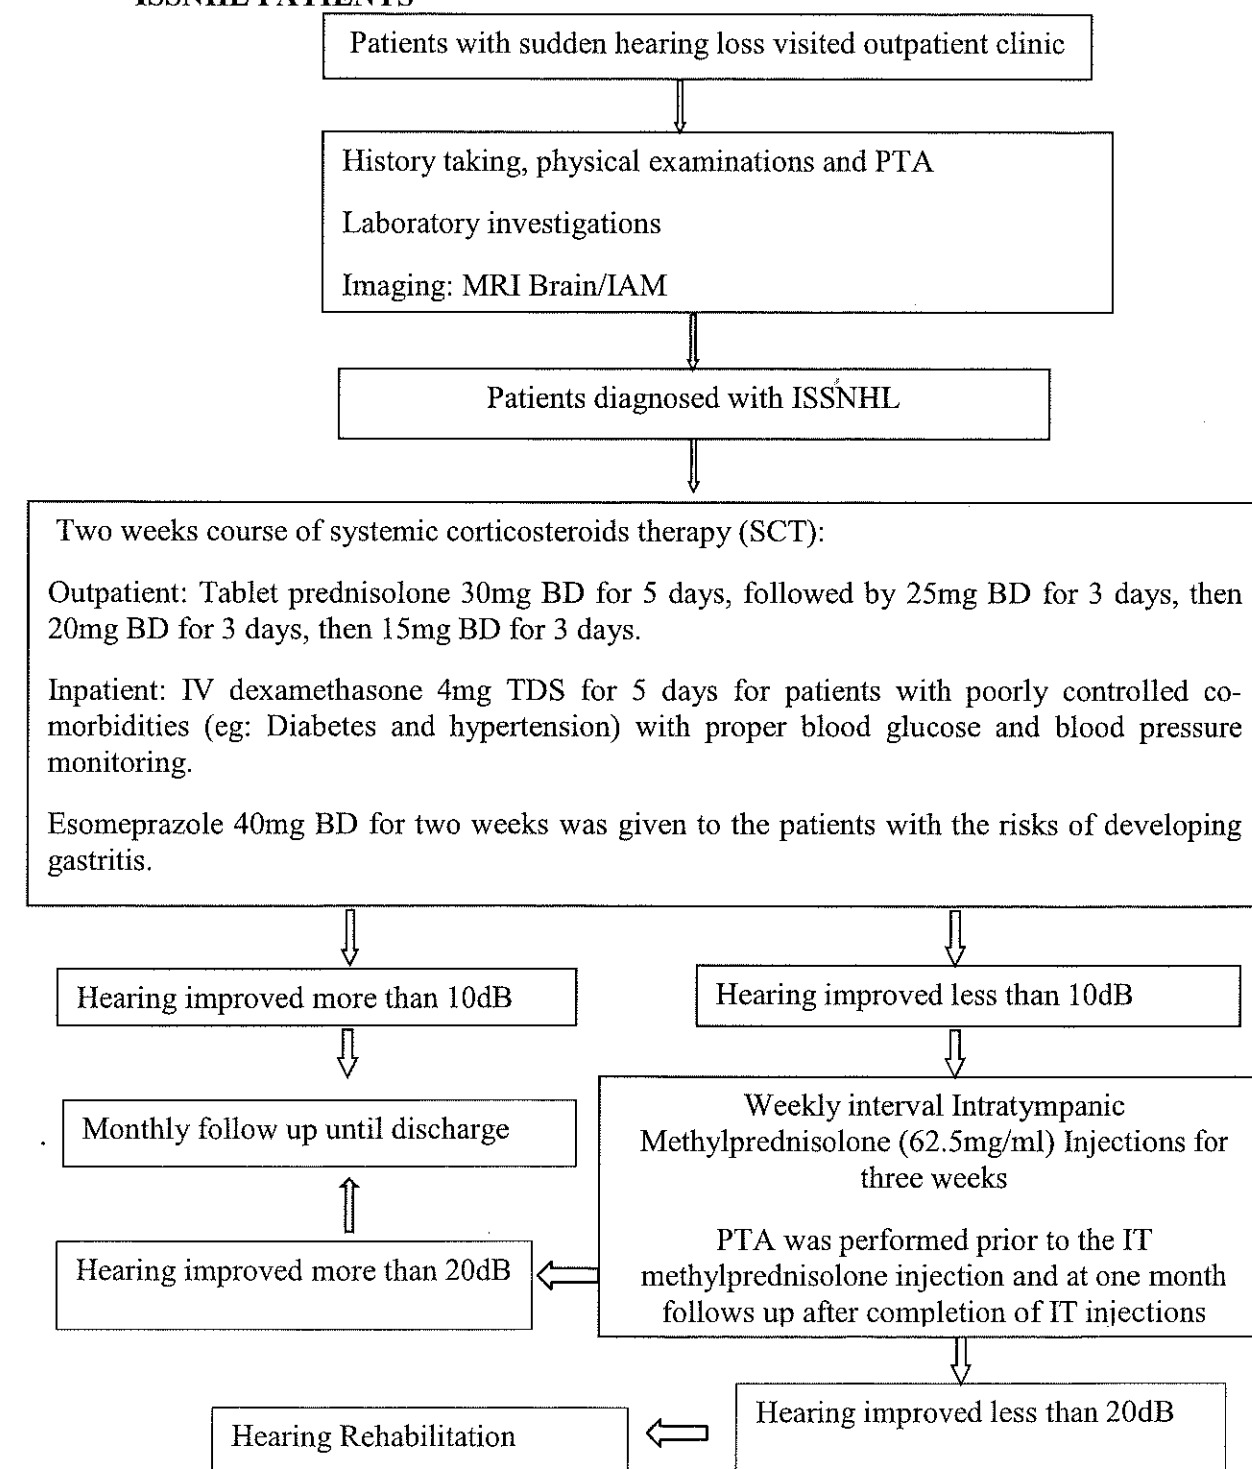 ISSNHL PATIENTS
Patients with sudden hearing loss visited outpatient clinic
History taking, physical examinations and PTA
Laboratory investigations
Imaging: MRI Brain/IAM
Patients diagnosed with ISSNHL
Two weeks course of systemic corticosteroids therapy (SCT):
Outpatient: Tablet prednisolone 30mg BD for 5 days, followed by 25mg BD for 3 days, then
20mg BD for 3 days, then 15mg BD for 3 days.
Inpatient: IV dexamethasone 4mg TDS for 5 days for patients with poorly controlled co-
morbidities (eg: Diabetes and hypertension) with proper blood glucose and blood pressure
monitoring.
Esomeprazole 40mg BD for two weeks was given to the patients with the risks of developing
gastritis.
Hearing improved more than 10dB
Hearing improved less than 10dB
Monthly follow up until discharge
Weekly interval Intratympanic
Methylprednisolone (62.5mg/ml) Injections for
three weeks
PTA was performed prior to the IT
methylprednisolone injection and at one month
follows up after completion of IT injections
Hearing improved more than 20dB
Hearing improved less than 20dB
Hearing Rehabilitation